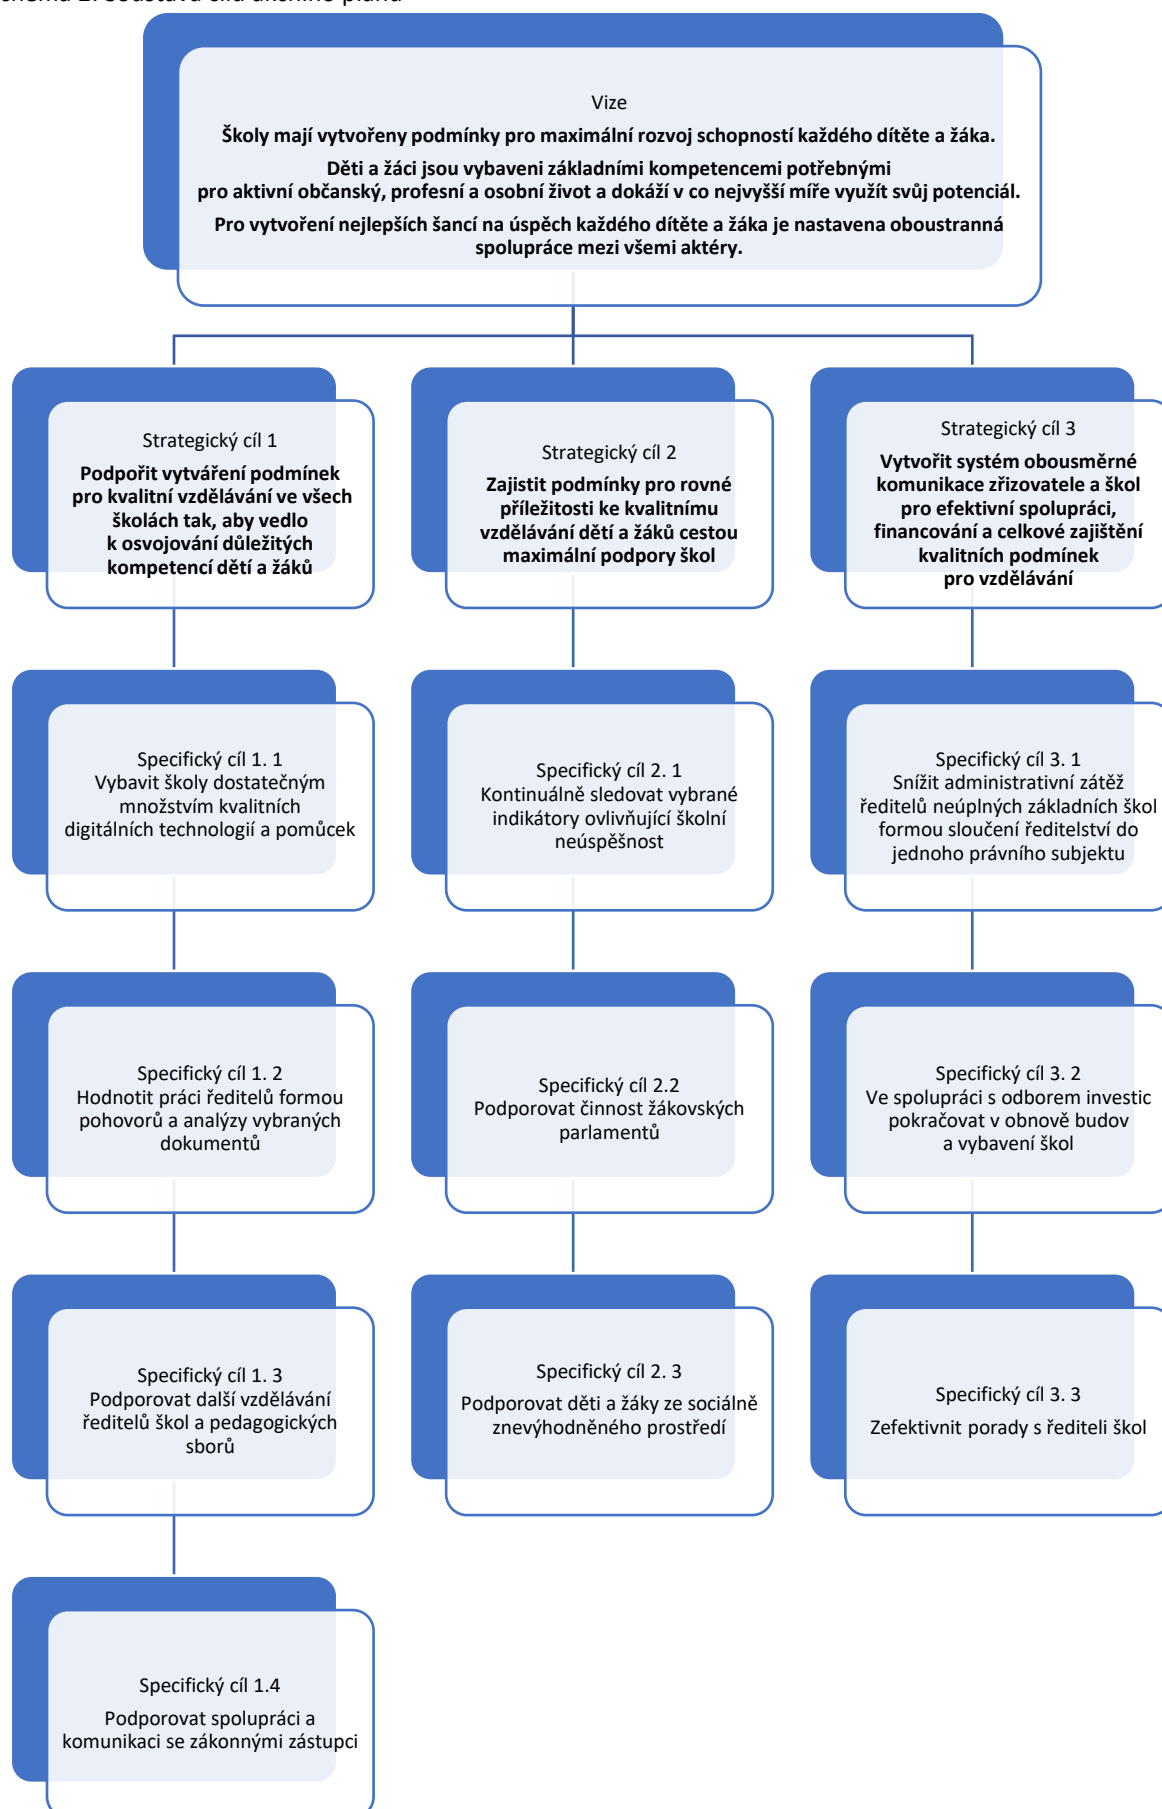 Vize
Školy mají vytvořeny podmínky pro maximální rozvoj schopností každého dítěte a žáka.
Děti a žáci jsou vybaveni základními kompetencemi potřebnými
pro aktivní občanský, profesní a osobní život a dokáží v co nejvyšší míře využít svůj potenciál.
Pro vytvoření nejlepších šancí na úspěch každého dítěte a žáka je nastavena oboustranná
spolupráce mezi všemi aktéry.
Strategický cíl 1
Podpořit vytváření podmínek
pro kvalitní vzdělávání ve všech
školách tak, aby vedlo
k osvojování důležitých
kompetencí dětí a žáků
Strategický cíl 2
Zajistit podmínky pro rovné
příležitosti ke kvalitnímu
vzdělávání dětí a žáků cestou
maximální podpory škol
Strategický cíl 3
Vytvořit systém obousměrné
komunikace zřizovatele a škol
pro efektivní spolupráci,
financování a celkové zajištění
kvalitních podmínek
pro vzdělávání
Specifický cíl 1. 1
Vybavit školy dostatečným
množstvím kvalitních
digitálních technologií a pomůcek
Specifický cíl 2. 1
Kontinuálně sledovat vybrané
indikátory ovlivňující školní
neúspěšnost
Specifický cíl 3. 1
Snížit administrativní zátěž
ředitelů neúplných základních škol
formou sloučení ředitelství do
jednoho právního subjektu
Specifický cíl 1. 2
Hodnotit práci ředitelů formou
pohovorů a analýzy vybraných
dokumentů
Specifický cíl 2.2
Podporovat činnost žákovských
parlamentů
Specifický cíl 3. 2
Ve spolupráci s odborem investic
pokračovat v obnově budov
a vybavení škol
Specifický cíl 1. 3
Podporovat další vzdělávání
ředitelů škol a pedagogických
sborů
Specifický cíl 2. 3
Podporovat děti a žáky ze sociálně
znevýhodněného prostředí
Specifický cíl 3. 3
Zefektivnit porady s řediteli škol
Specifický cíl 1.4
Podporovat spolupráci a
komunikaci se zákonnými zástupci